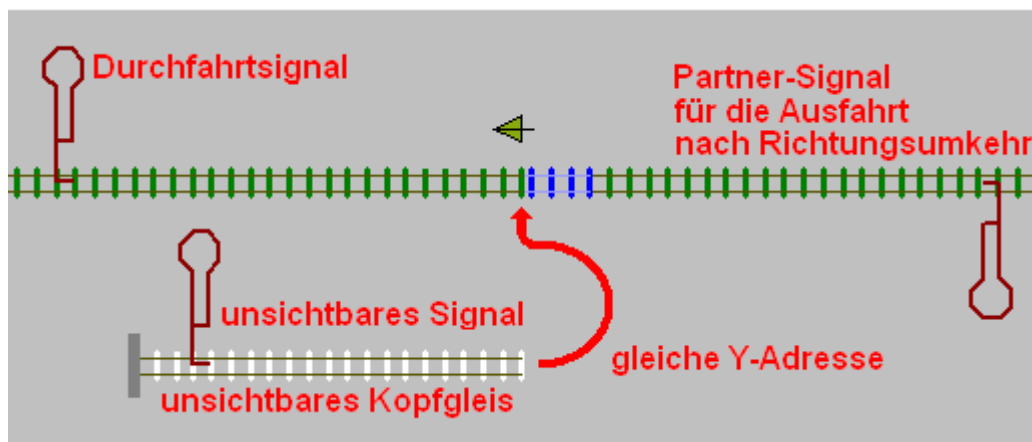 Durchfahrtsignal
Partner-Signal
für die Ausfahrt
nach Richtungsumkehr
unsichtbares Signal
gleiche Y-Adresse
unsichtbares Kopfgleis